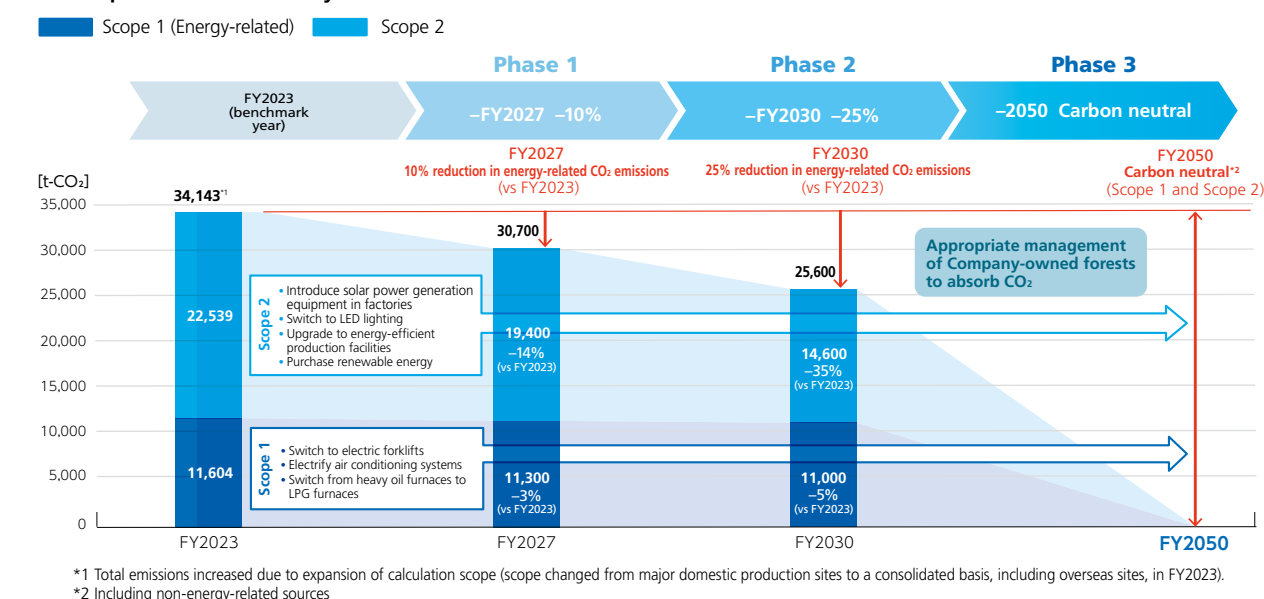 Scope 1 (Energy-related)
Scope 2
Phase 1
Phase 2
Phase 3
FY2023
(benchmark
year)
–FY2027 –10%
–FY2030 –25%
–2050 Carbon neutral
FY2027
10% reduction in energy-related CO₂ emissions
(vs FY2023)
FY2030
25% reduction in energy-related CO₂ emissions
(vs FY2023)
FY2050
Carbon neutral*2
(Scope 1 and Scope 2)
[t-CO₂]
35,000
30,000
25,000
20,000
15,000
10,000
5,000
0
34,143*1
22,539
11,604
Scope 2
• Introduce solar power generation
equipment in factories
• Switch to LED lighting
• Upgrade to energy-efficient
production facilities
• Purchase renewable energy
Scope 1
• Switch to electric forklifts
• Electrify air conditioning systems
• Switch from heavy oil furnaces to
LPG furnaces
30,700
19,400
–14%
(vs FY2023)
11,300
–3%
(vs FY2023)
25,600
14,600
–35%
(vs FY2023)
11,000
–5%
(vs FY2023)
Appropriate management
of Company-owned forests
to absorb CO₂
FY2023
FY2027
FY2030
FY2050
*1 Total emissions increased due to expansion of calculation scope (scope changed from major domestic production sites to a consolidated basis, including overseas sites, in FY2023).
*2 Including non-energy-related sources